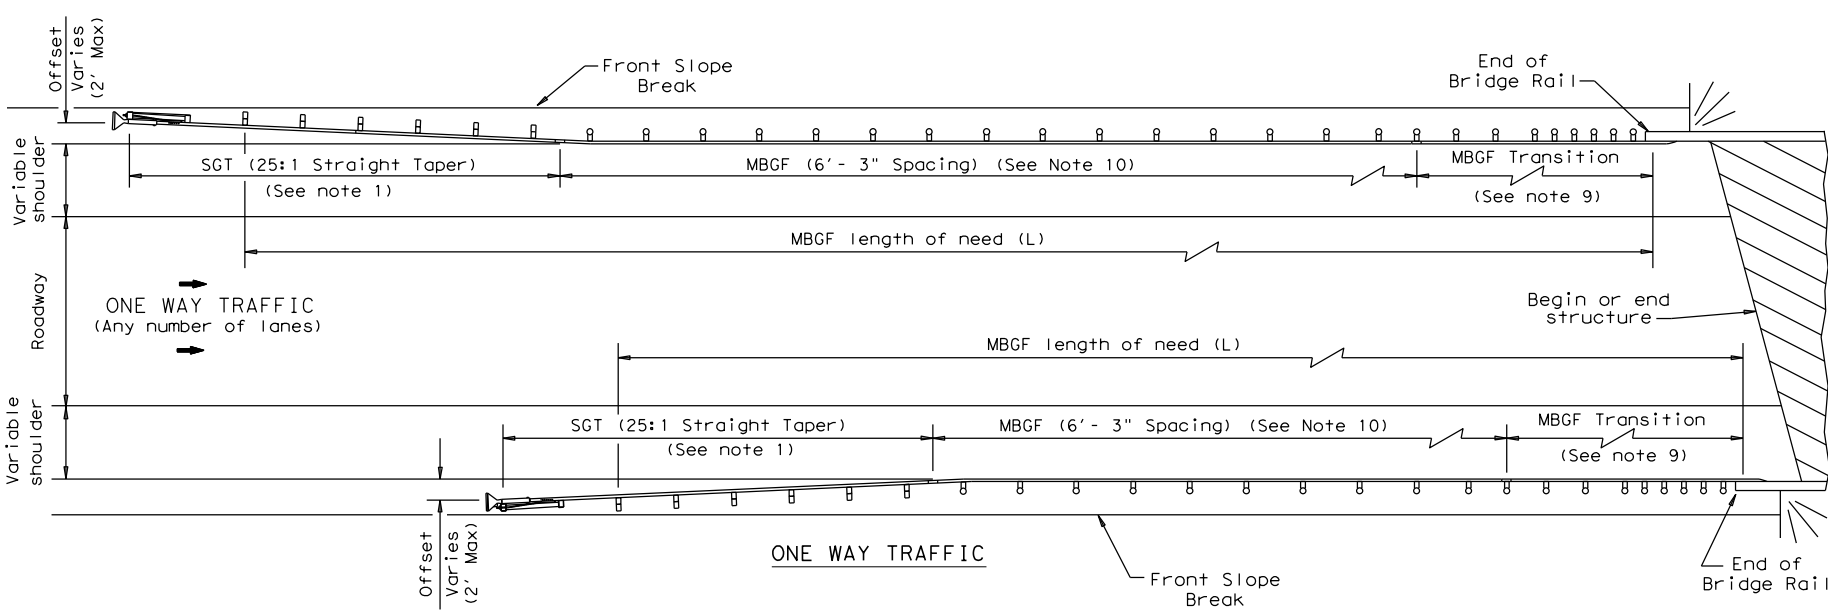 Offset
Varies
(2' Max)
Front Slope
Break
End of
Bridge Rail
Variable
shoulder
SGT (25:1 Straight Taper)
(See note 1)
MBGF (6'- 3" Spacing) (See Note 10)
MBGF Transition
(See note 9)
MBGF length of need (L)
Roadway
ONE WAY TRAFFIC
(Any number of lanes)
Begin or end
structure
MBGF length of need (L)
Variable
shoulder
SGT (25:1 Straight Taper)
(See note 1)
MBGF (6'- 3" Spacing) (See Note 10)
MBGF Transition
(See note 9)
Offset
Varies
(2' Max)
ONE WAY TRAFFIC
Front Slope
Break
End of
Bridge Rail